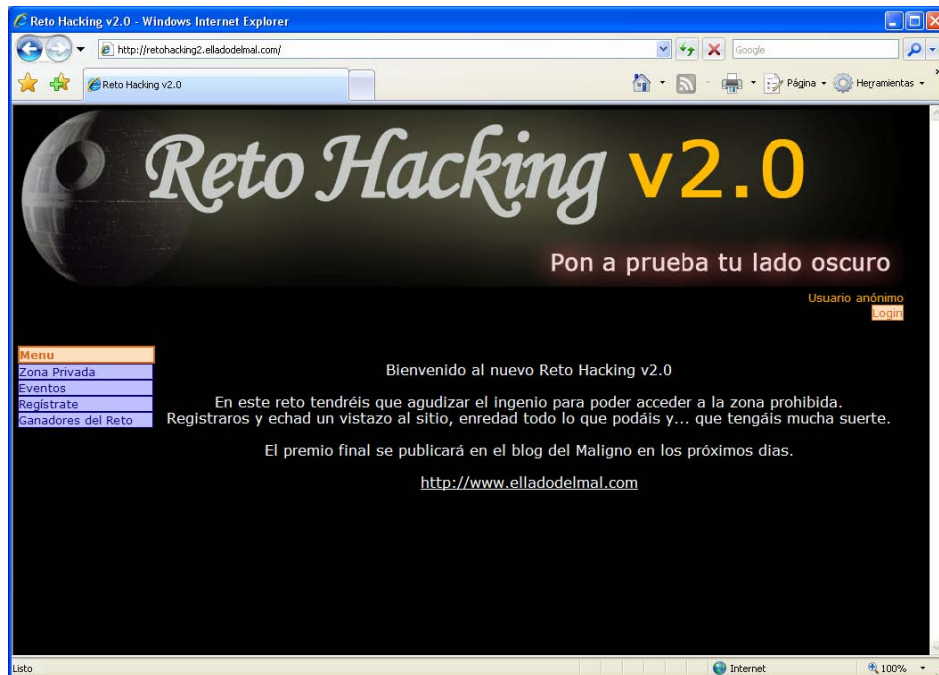 Reto Hacking v2.0 - Windows Internet Explorer
http://retohacking2.elladodelmal.com/
Google
Reto Hacking v2.0
Página
Herramientas
Reto Hacking v2.0
Pon a prueba tu lado oscuro
Usuario anónimo
Login
Menu
Zona Privada
Eventos
Regístrate
Ganadores del Reto
Bienvenido al nuevo Reto Hacking v2.0
En este reto tendréis que agudizar el ingenio para poder acceder a la zona prohibida.
Registraros y echad un vistazo al sitio, enredad todo lo que podáis y... que tengáis mucha suerte.
El premio final se publicará en el blog del Maligno en los próximos dias.
http://www.elladodelmal.com
Listo
Internet
100%